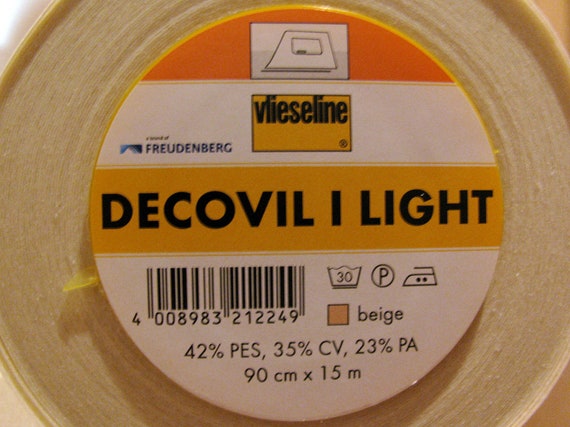 vlieseline
®
a brand of
FREUDENBERG
DECOVIL I LIGHT
30 P
4 008983 212249
beige
42% PES, 35% CV, 23% PA
90 cm x 15 m